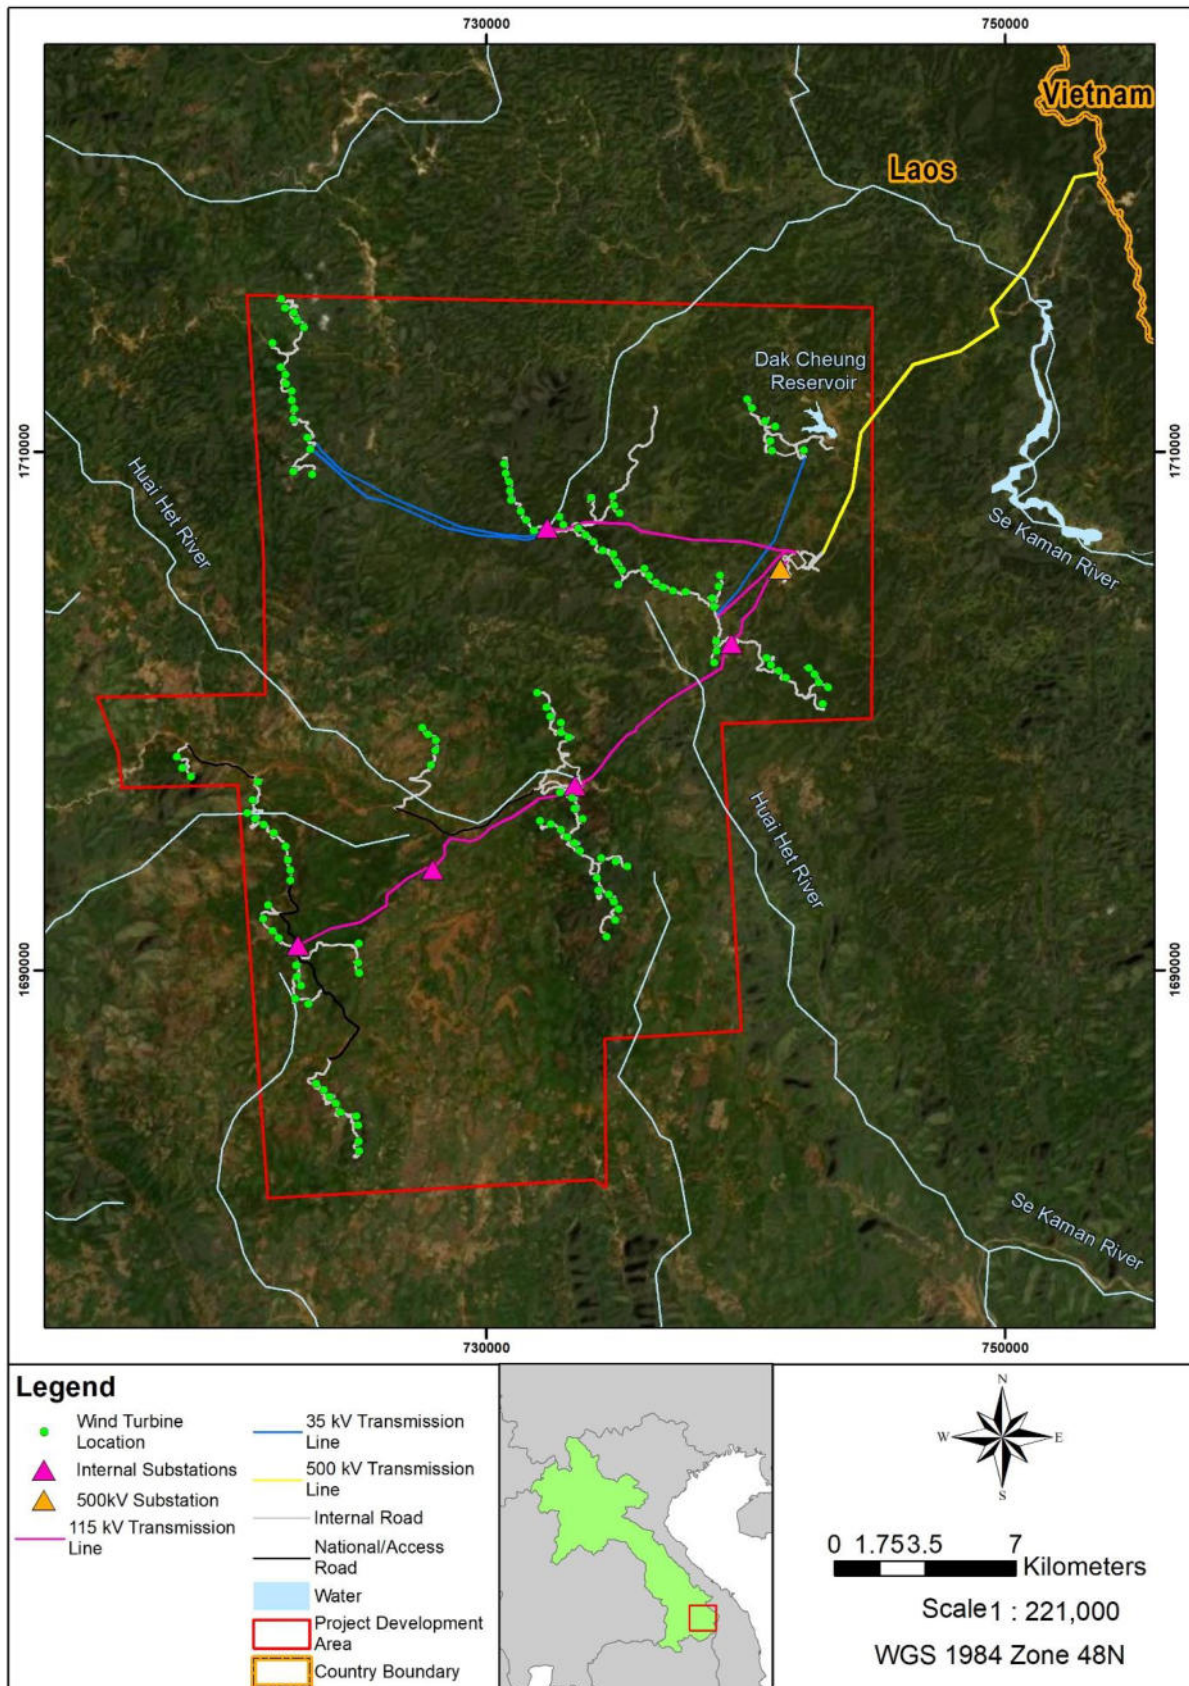 730000
750000
Vietnam
Laos
Dak Cheung
Reservoir
1710000
1710000
Huai Het River
Se Kaman River
Huai Het River
1690000
1690000
Se Kaman River
730000
750000
Legend
Wind Turbine
Location
Internal Substations
500kV Substation
115 kV Transmission
Line
35 kV Transmission
Line
500 kV Transmission
Line
Internal Road
National/Access
Road
Water
Project Development
Area
Country Boundary
N
W
E
S
0 1.75 3.5 7
Kilometers
Scale 1 : 221,000
WGS 1984 Zone 48N